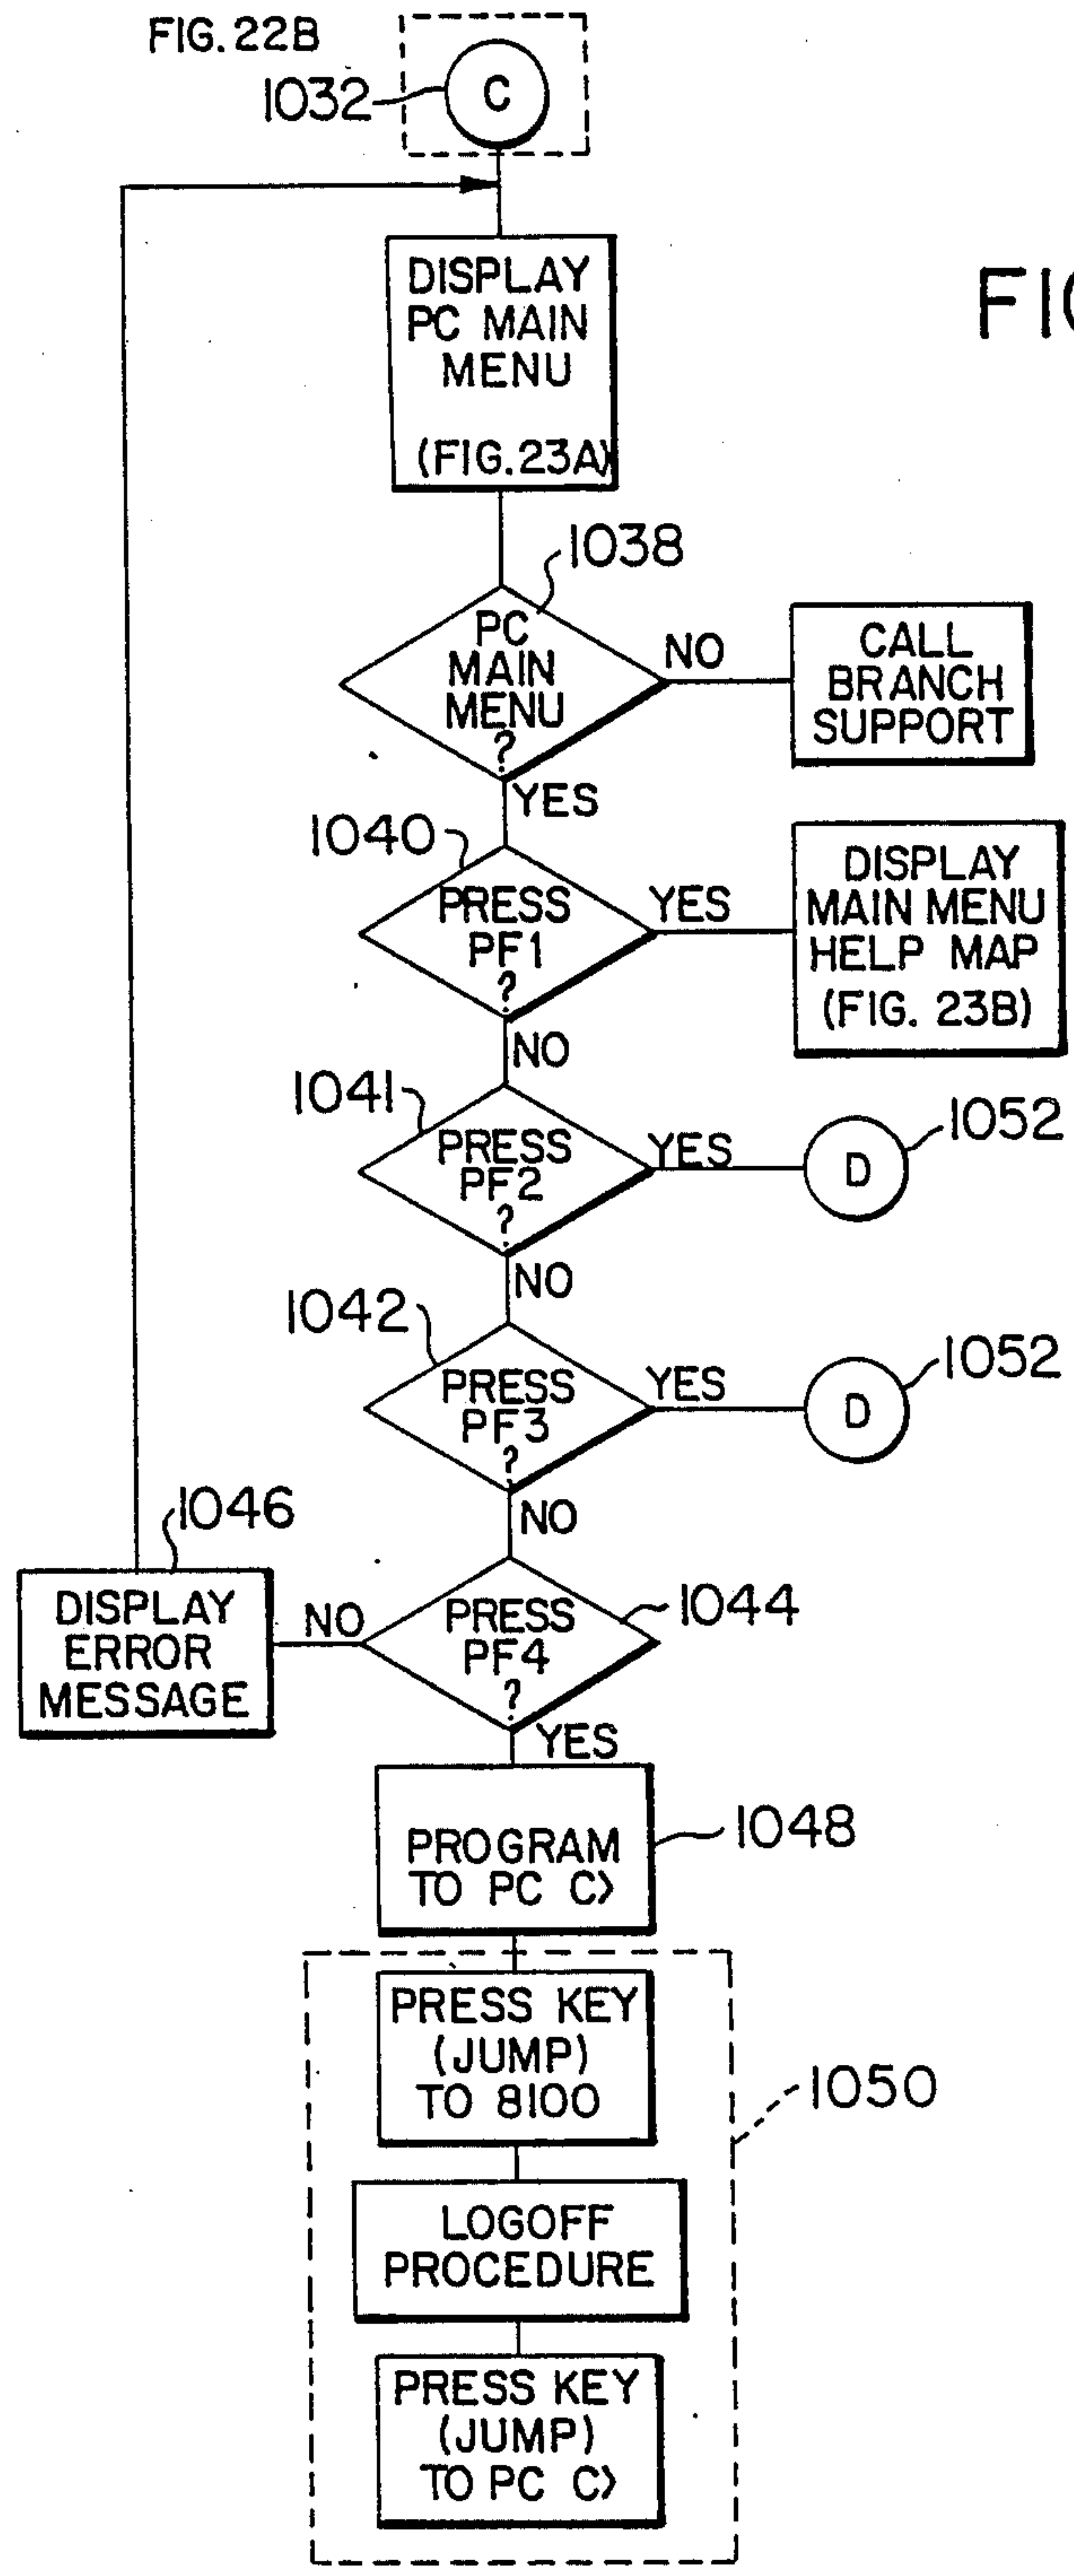 FIG. 22B
C
1032
DISPLAY
PC MAIN
MENU
(FIG. 23A)
FIG
1038
PC
MAIN
MENU
?
NO
CALL
BRANCH
SUPPORT
YES
1040
PRESS
PF1
?
YES
DISPLAY
MAIN MENU
HELP MAP
(FIG. 23B)
NO
1041
PRESS
PF2
?
YES
D
1052
NO
1042
PRESS
PF3
?
YES
D
1052
NO
1046
DISPLAY
ERROR
MESSAGE
NO
PRESS
PF4
?
1044
YES
PROGRAM
TO PC C>
1048
PRESS KEY
(JUMP)
TO 8100
1050
LOGOFF
PROCEDURE
PRESS KEY
(JUMP)
TO PC C>